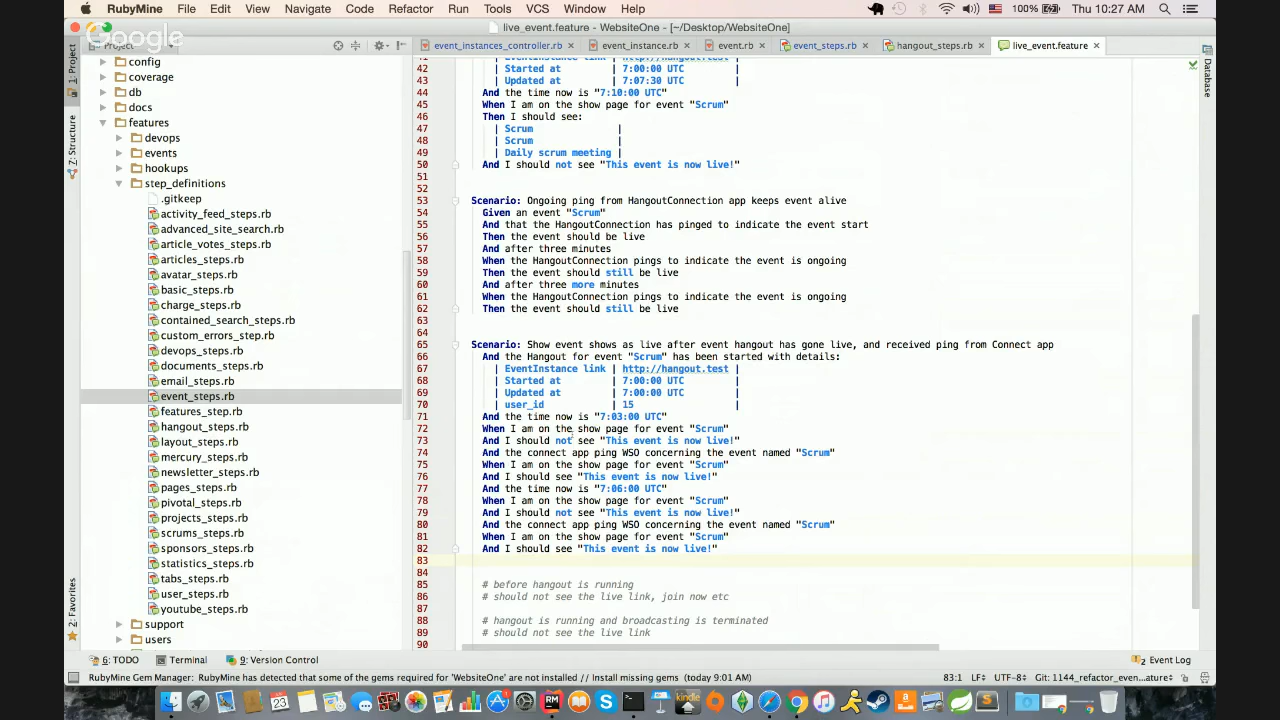 RubyMine File Edit View Navigate Code Refactor Run Tools VCS Window Help 100% Thu 10:27 AM
live_event.feature - WebsiteOne - [~/Desktop/WebsiteOne]
Google
Project
event_instances_controller.rb × event_instance.rb × event.rb × event_steps.rb × hangout_steps.rb × live_event.feature ×
1: Project
7: Structure
2: Favorites
Database
config
coverage
db
docs
features
devops
events
hookups
step_definitions
.gitkeep
activity_feed_steps.rb
advanced_site_search.rb
article_votes_steps.rb
articles_steps.rb
avatar_steps.rb
basic_steps.rb
charge_steps.rb
contained_search_steps.rb
custom_errors_step.rb
devops_steps.rb
documents_steps.rb
email_steps.rb
event_steps.rb
features_step.rb
hangout_steps.rb
layout_steps.rb
mercury_steps.rb
newsletter_steps.rb
pages_steps.rb
pivotal_steps.rb
projects_steps.rb
scrums_steps.rb
sponsors_steps.rb
statistics_steps.rb
tabs_steps.rb
user_steps.rb
youtube_steps.rb
support
users
41 | EventInstance link | http://hangout.test |
42 | Started at | 7:00:00 UTC |
43 | Updated at | 7:07:30 UTC |
44 And the time now is "7:10:00 UTC"
45 When I am on the show page for event "Scrum"
46 Then I should see:
47 | Scrum |
48 | Scrum |
49 | Daily scrum meeting |
50 And I should not see "This event is now live!"
51
52
53 Scenario: Ongoing ping from HangoutConnection app keeps event alive
54 Given an event "Scrum"
55 And that the HangoutConnection has pinged to indicate the event start
56 Then the event should be live
57 And after three minutes
58 When the HangoutConnection pings to indicate the event is ongoing
59 Then the event should still be live
60 And after three more minutes
61 When the HangoutConnection pings to indicate the event is ongoing
62 Then the event should still be live
63
64
65 Scenario: Show event shows as live after event hangout has gone live, and received ping from Connect app
66 And the Hangout for event "Scrum" has been started with details:
67 | EventInstance link | http://hangout.test |
68 | Started at | 7:00:00 UTC |
69 | Updated at | 7:00:00 UTC |
70 | user_id | 15 |
71 And the time now is "7:03:00 UTC"
72 When I am on the show page for event "Scrum"
73 And I should not see "This event is now live!"
74 And the connect app ping WSO concerning the event named "Scrum"
75 When I am on the show page for event "Scrum"
76 And I should see "This event is now live!"
77 And the time now is "7:06:00 UTC"
78 When I am on the show page for event "Scrum"
79 And I should not see "This event is now live!"
80 And the connect app ping WSO concerning the event named "Scrum"
81 When I am on the show page for event "Scrum"
82 And I should see "This event is now live!"
83
84
85 # before hangout is running
86 # should not see the live link, join now etc
87
88 # hangout is running and broadcasting is terminated
89 # should not see the live link
90
6: TODO Terminal 9: Version Control 2 Event Log
RubyMine Gem Manager: RubyMine has detected that some of the gems required for 'WebsiteOne' are not installed // Install missing gems (today 9:01 AM) 83:1 LF UTF-8 Git: 1144_refactor_even...ature